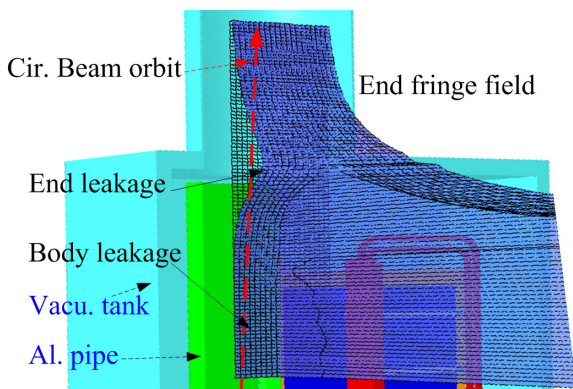 Cir. Beam orbit
End fringe field
End leakage
Body leakage
Vacu. tank
Al. pipe